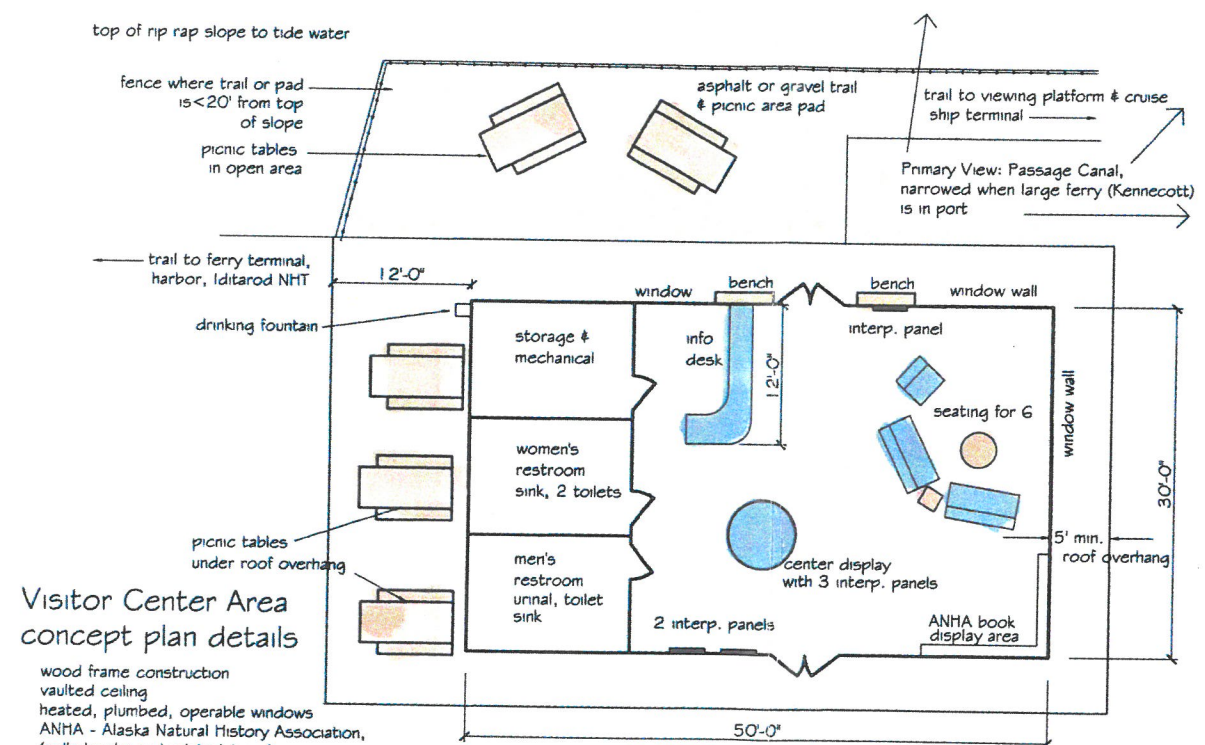 top of rip rap slope to tide water
fence where trail or pad
is<20' from top
of slope
picnic tables
in open area
asphalt or gravel trail
& picnic area pad
trail to viewing platform & cruise
ship terminal
Primary View: Passage Canal,
narrowed when large ferry (Kennecott)
is in port
trail to ferry terminal,
harbor, Iditarod NHT
12'-0"
drinking fountain
window
bench
bench
window wall
storage &
mechanical
info
desk
12'-0"
interp. panel
seating for 6
window wall
30'-0"
women's
restroom
sink, 2 toilets
picnic tables
under roof overhang
men's
restroom
urinal, toilet
sink
center display
with 3 interp. panels
5' min.
roof overhang
2 interp. panels
ANHA book
display area
Visitor Center Area
concept plan details
wood frame construction
vaulted ceiling
heated, plumbed, operable windows
ANHA - Alaska Natural History Association,
50'-0"